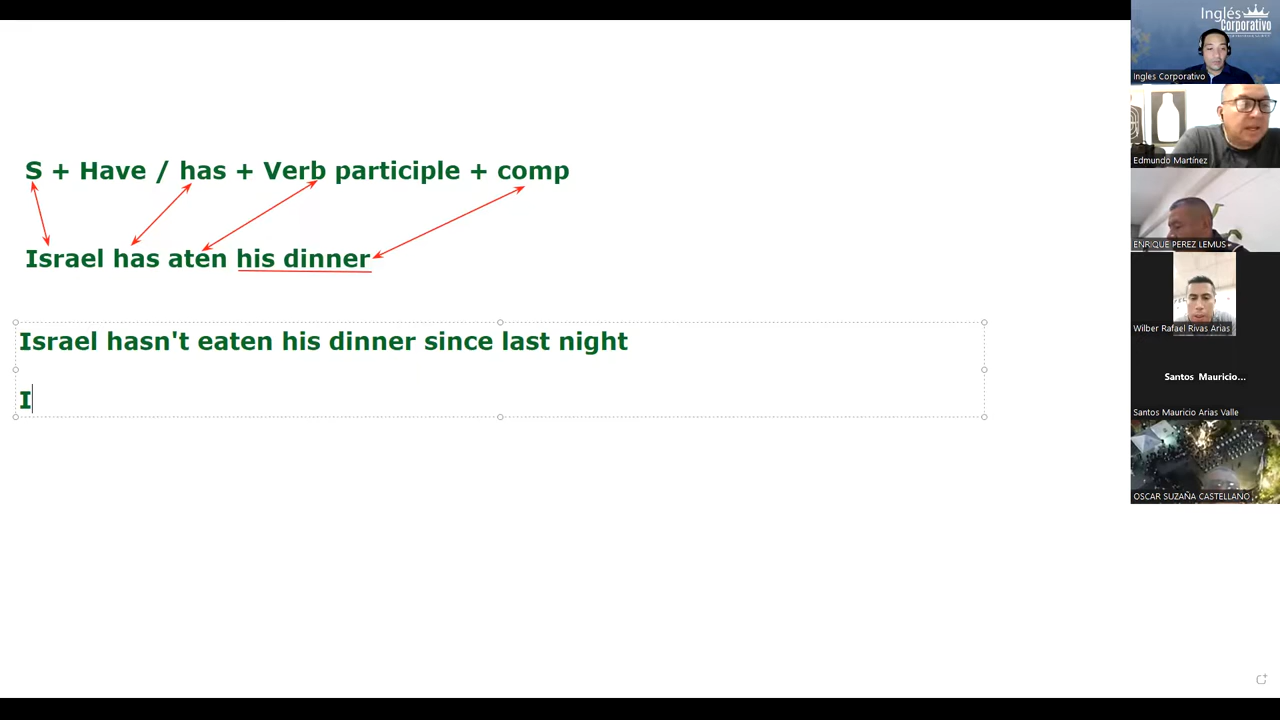 S + Have / has + Verb participle + comp
Israel has aten his dinner
Israel hasn't eaten his dinner since last night
I
Inglés
Corporativo
Ingles Corporativo
Edmundo Martínez
ENRIQUE PEREZ LEMUS
Wilber Rafael Rivas Arias
Santos Mauricio...
Santos Mauricio Arias Valle
OSCAR SUZAÑA CASTELLANO